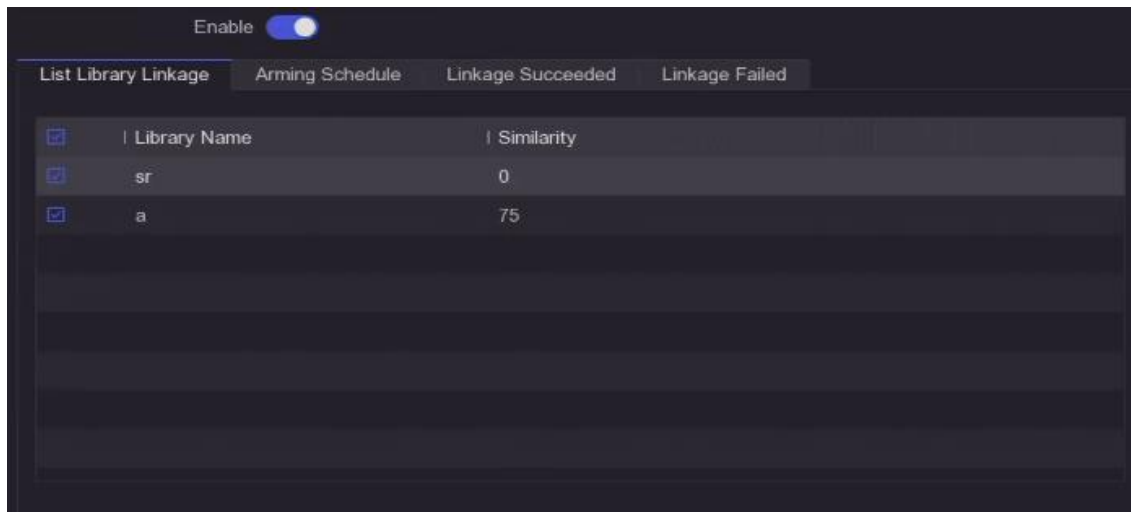 Enable
List Library Linkage Arming Schedule Linkage Succeeded Linkage Failed
Library Name Similarity
sr 0
a 75